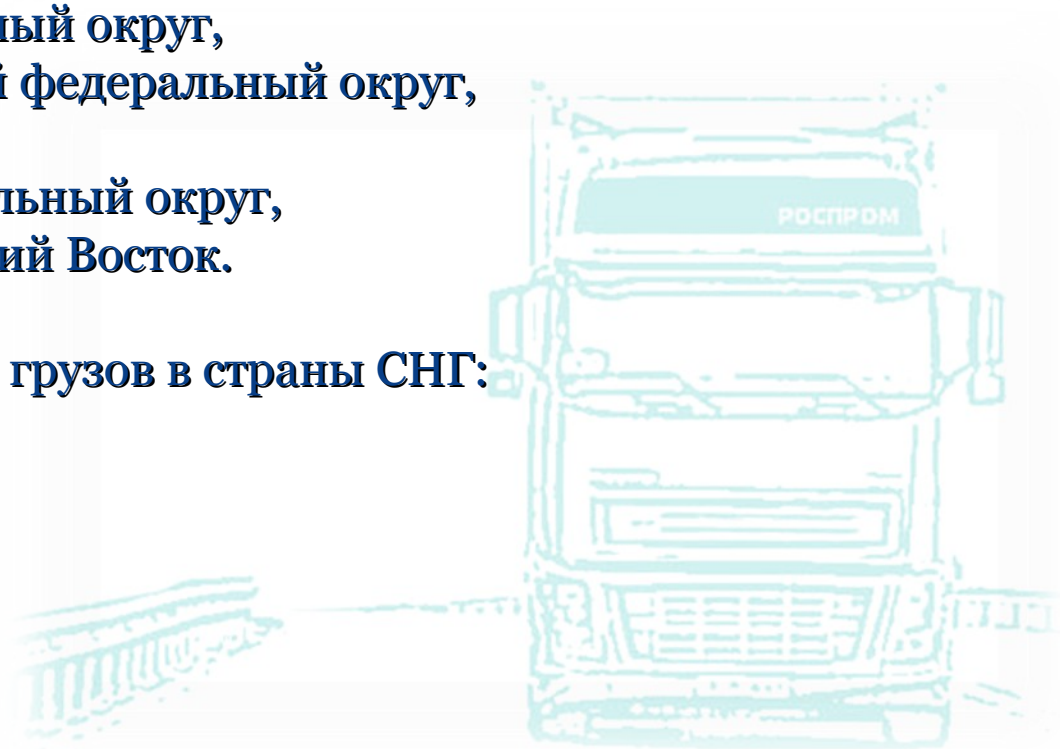 ный округ,
й федеральный округ,
льный округ,
ий Восток.
грузов в страны СНГ:
РОСПРОМ